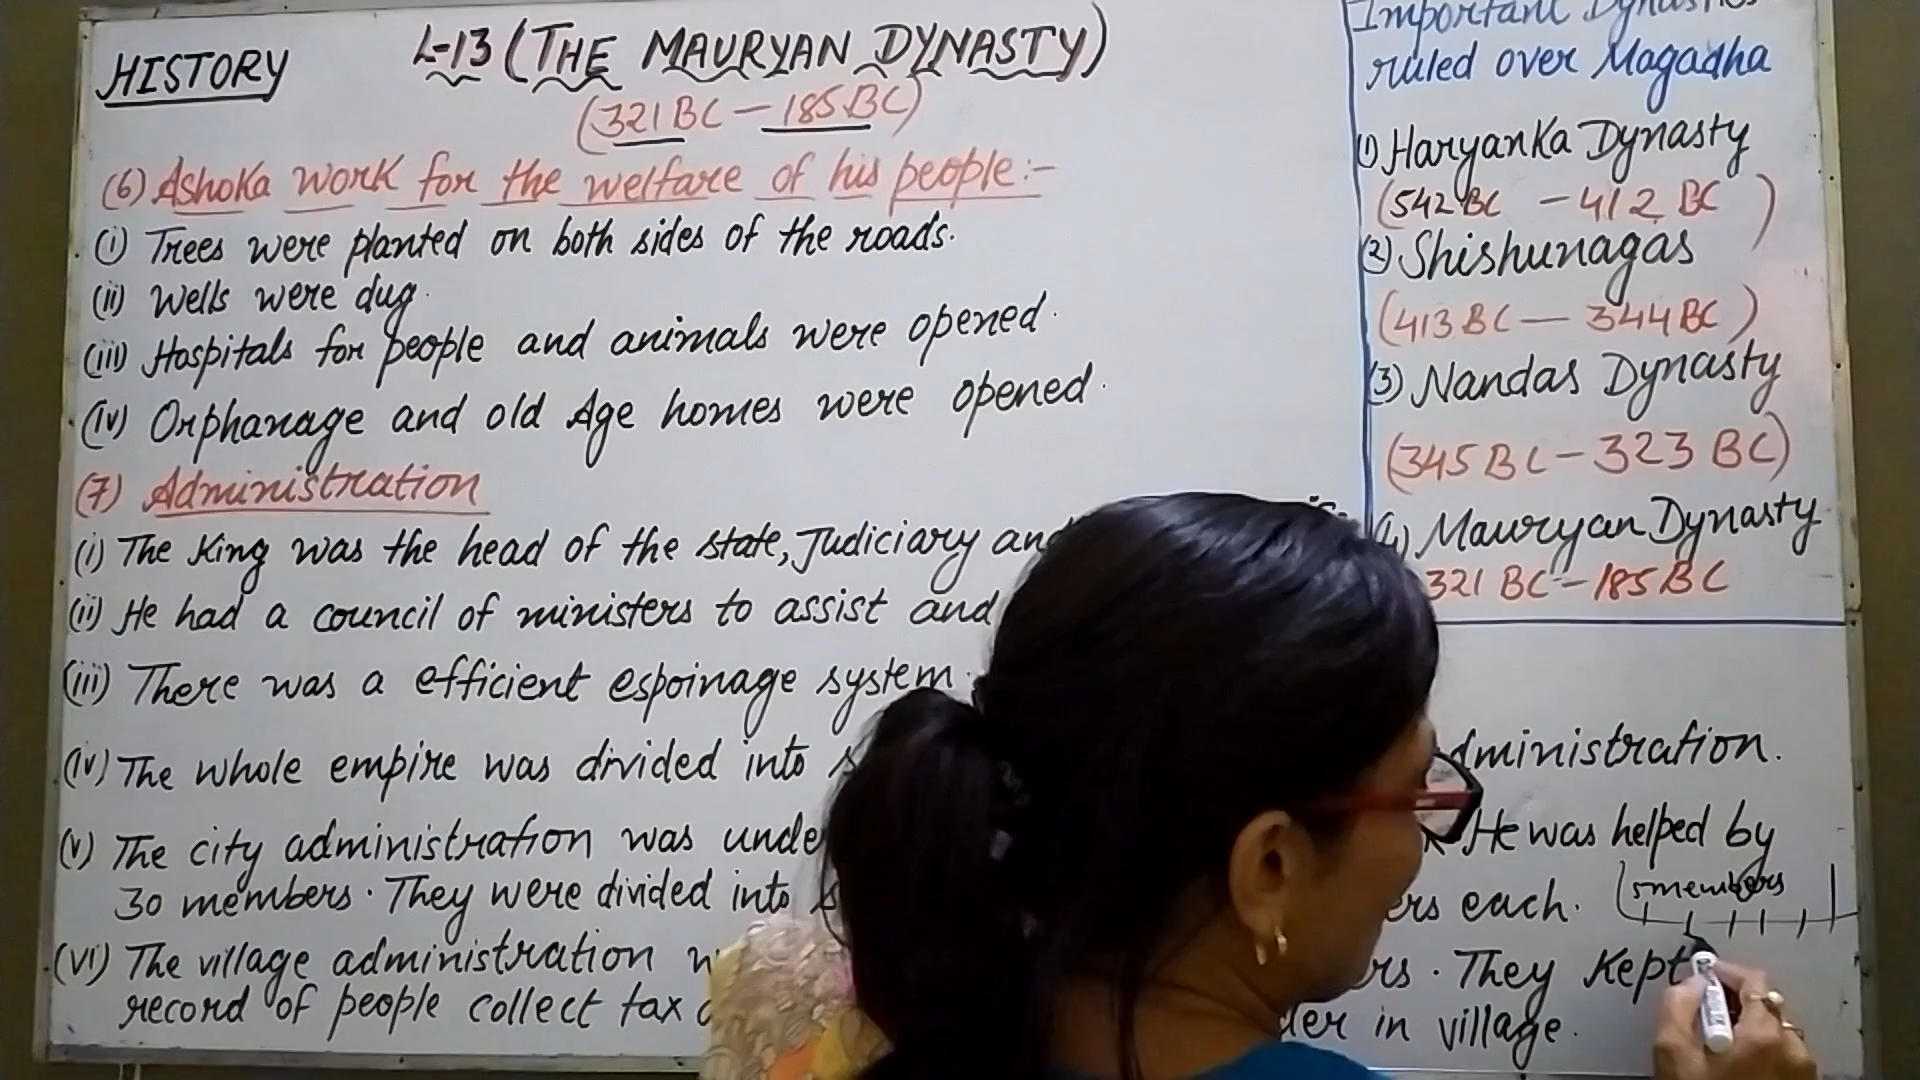 HISTORY
L-13 (THE MAURYAN DYNASTY)
(321 BC - 185 BC)
(6) Ashoka work for the welfare of his people:-
(i) Trees were planted on both sides of the roads.
(ii) Wells were dug.
(iii) Hospitals for people and animals were opened.
(iv) Orphanage and old Age homes were opened.
(7) Administration
(i) The King was the head of the state, Judiciary and
(ii) He had a council of ministers to assist and
(iii) There was a efficient espoinage system.
(iv) The whole empire was divided into
dministration.
(v) The city administration was unde
He was helped by
30 members. They were divided into
ers each.
5 members
(vi) The village administration
rs. They Kept
record of people collect tax
der in village.
Important Dynasties
ruled over Magadha
(1) Haryanka Dynasty
(542 BC - 412 BC)
(2) Shishunagas
(413 BC - 344 BC)
(3) Nandas Dynasty
(345 BC - 323 BC)
Mauryan Dynasty
321 BC - 185 BC